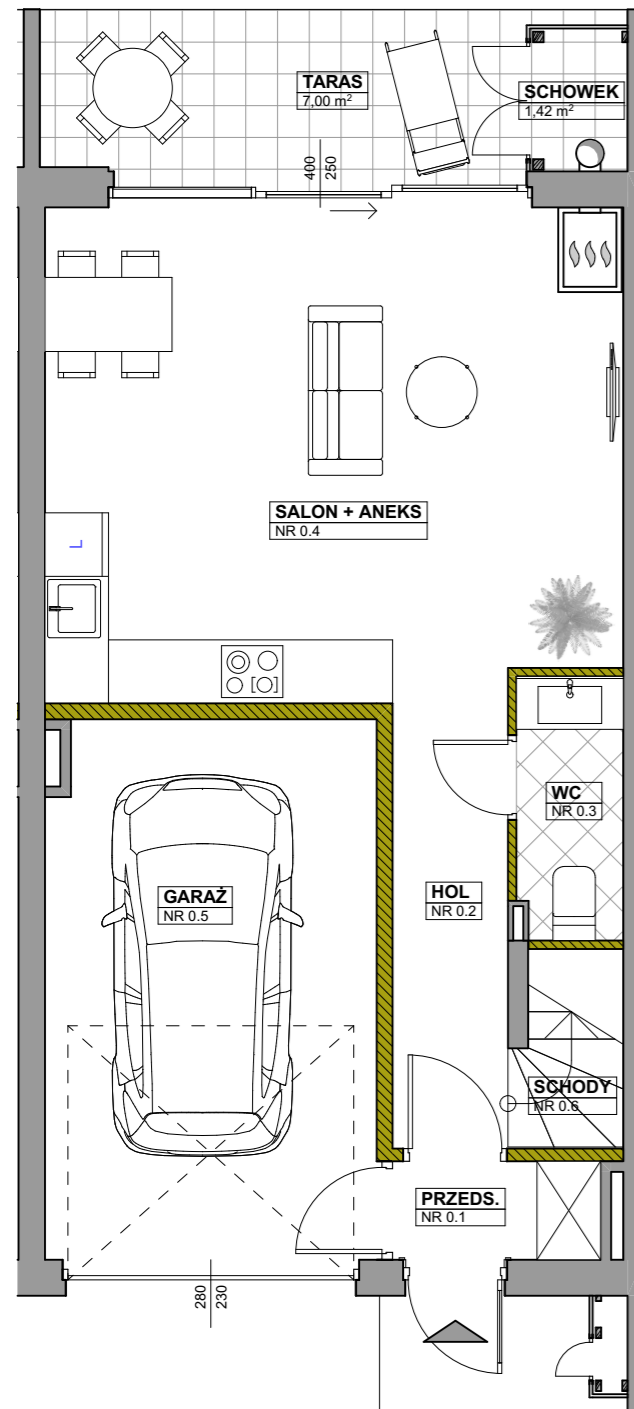 TARAS
7,00 m²
SCHOWEK
1,42 m²
400
250
SALON + ANEKS
NR 0.4
L
WC
NR 0.3
GARAŻ
NR 0.5
HOL
NR 0.2
SCHODY
NR 0.6
PRZEDS.
NR 0.1
280
230